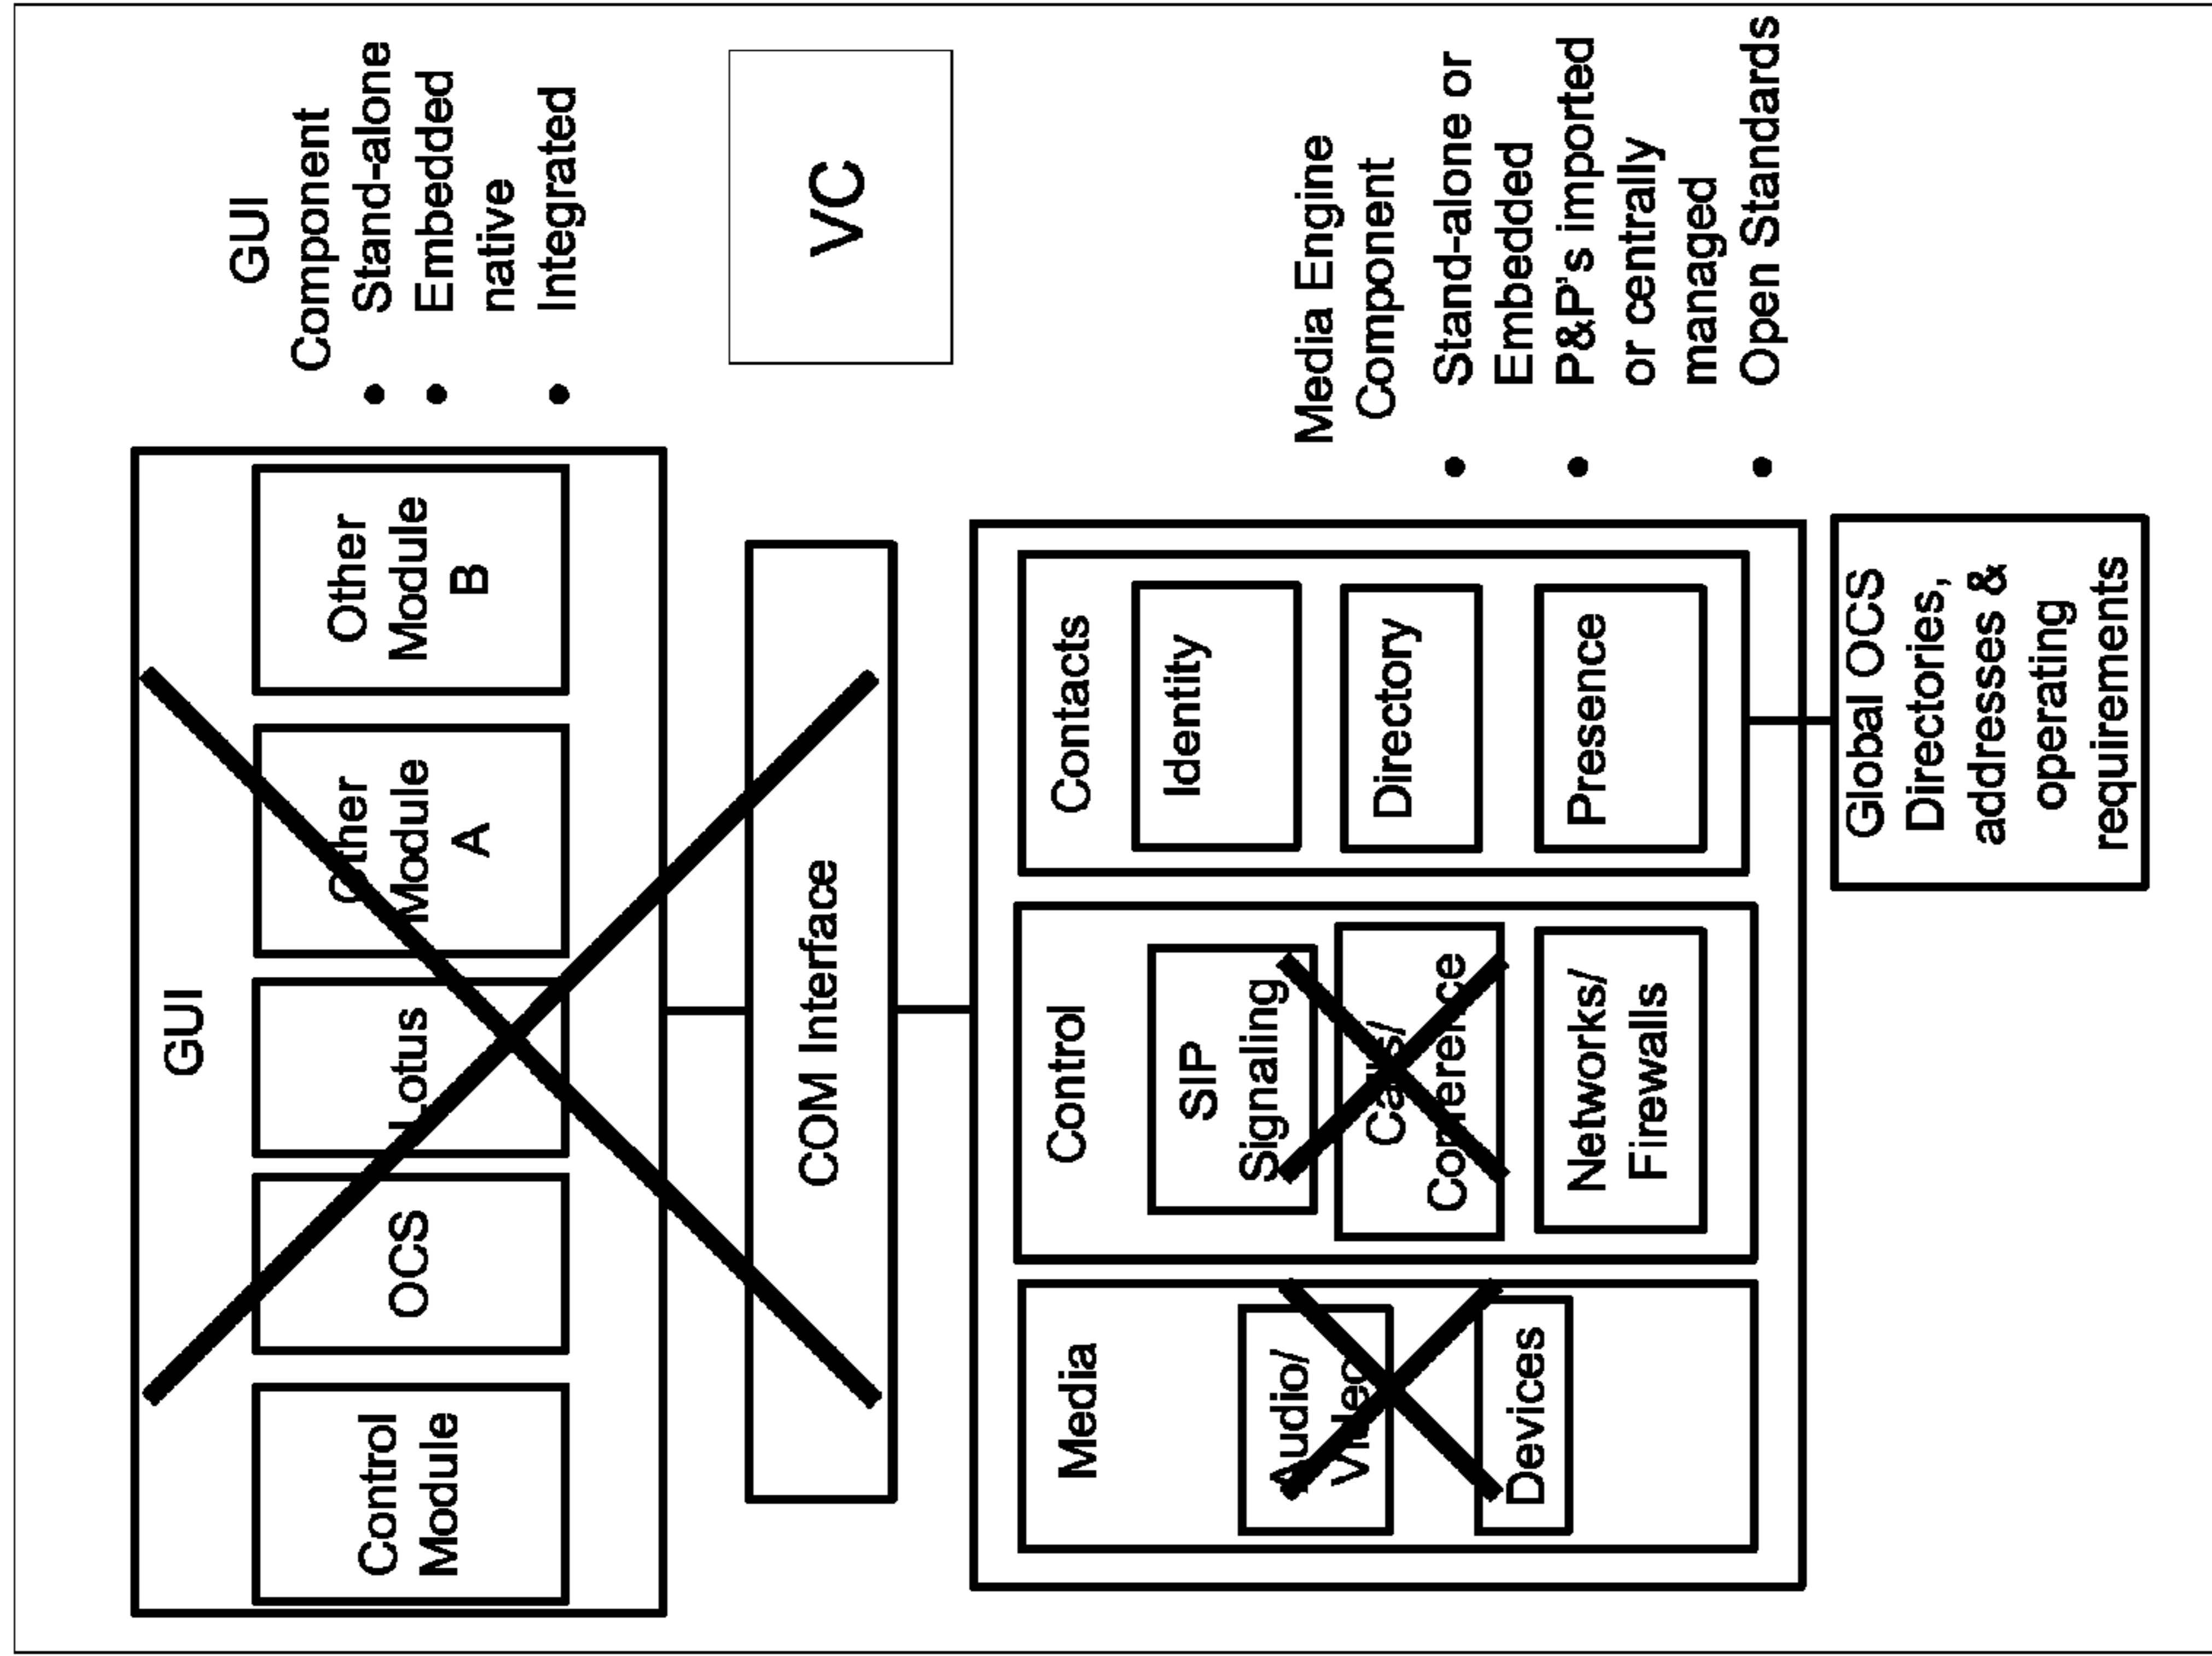 GUI
Control
Module
OCS
Lotus
Other
Module
A
Other
Module
B
GUI
Component
• Stand-alone
• Embedded
native
• Integrated
COM Interface
VC
Media
Audio/
Video
Devices
Control
SIP
Signaling
Calls/
Conference
Networks/
Firewalls
Contacts
Identity
Directory
Presence
Media Engine
Component
• Stand-alone or
Embedded
• P&P's imported
or centrally
managed
• Open Standards
Global OCS
Directories,
addresses &
operating
requirements